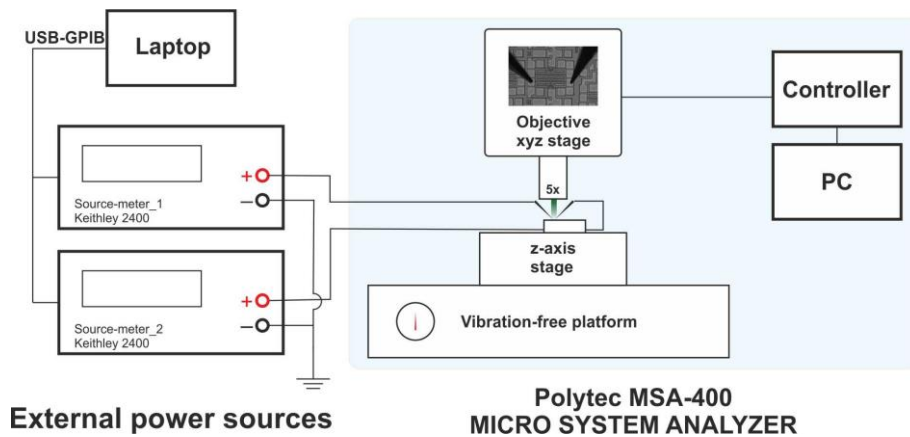 USB-GPIB
Laptop
Source-meter_1
Keithley 2400
+
−
Source-meter_2
Keithley 2400
+
−
External power sources
Objective
xyz stage
5x
z-axis
stage
Vibration-free platform
Controller
PC
Polytec MSA-400
MICRO SYSTEM ANALYZER